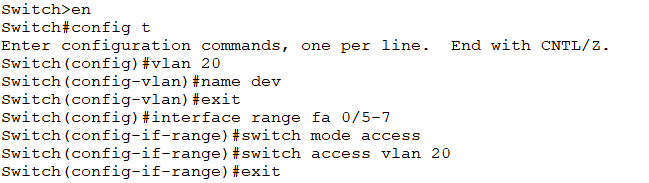 Switch>en
Switch#config t
Enter configuration commands, one per line.  End with CNTL/Z.
Switch(config)#vlan 20
Switch(config-vlan)#name dev
Switch(config-vlan)#exit
Switch(config)#interface range fa 0/5-7
Switch(config-if-range)#switch mode access
Switch(config-if-range)#switch access vlan 20
Switch(config-if-range)#exit